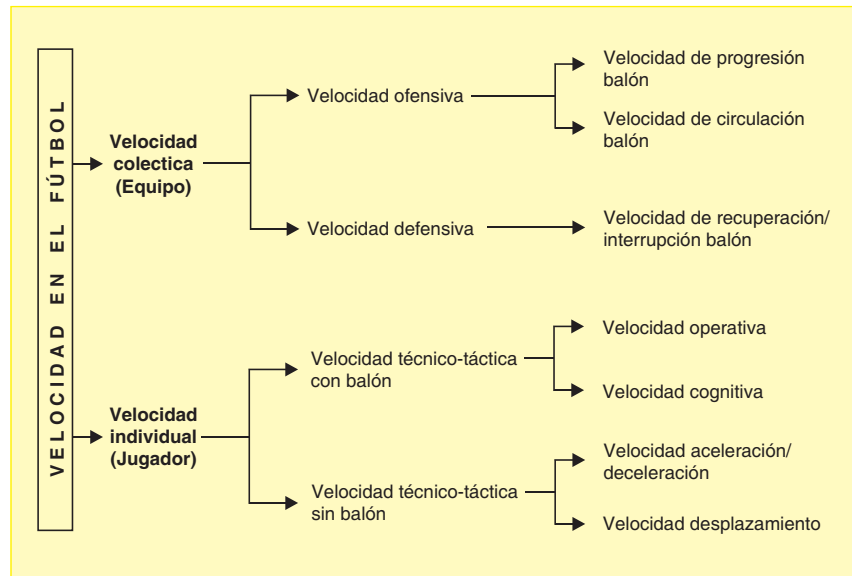 VELOCIDAD EN EL FÚTBOL
Velocidad
colectica
(Equipo)
Velocidad ofensiva
Velocidad de progresión
balón
Velocidad de circulación
balón
Velocidad defensiva
Velocidad de recuperación/
interrupción balón
Velocidad
individual
(Jugador)
Velocidad técnico-táctica
con balón
Velocidad operativa
Velocidad cognitiva
Velocidad técnico-táctica
sin balón
Velocidad aceleración/
deceleración
Velocidad desplazamiento